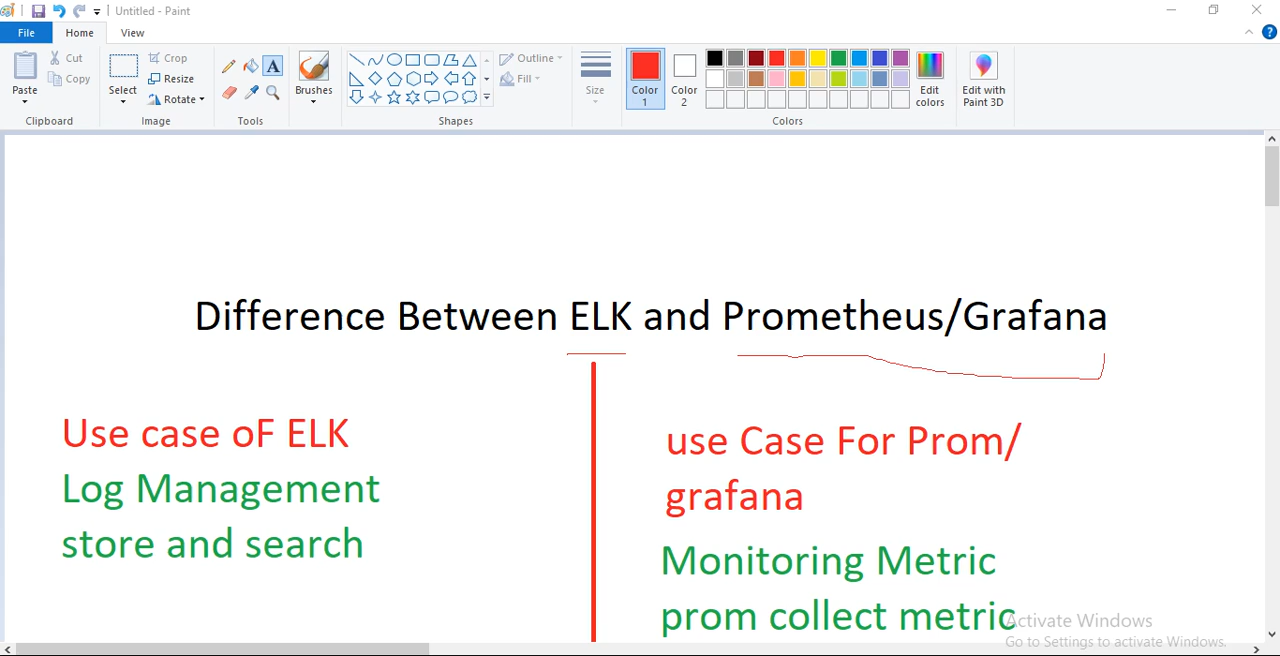 Untitled - Paint
File Home View
Paste Cut Copy Clipboard
Select Crop Resize Rotate Image
Tools
Brushes
Outline Fill Shapes
Size
Color 1 Color 2 Edit colors Colors
Edit with Paint 3D
Difference Between ELK and Prometheus/Grafana
Use case oF ELK
Log Management
store and search
use Case For Prom/
grafana
Monitoring Metric
prom collect metric
Activate Windows
Go to Settings to activate Windows.